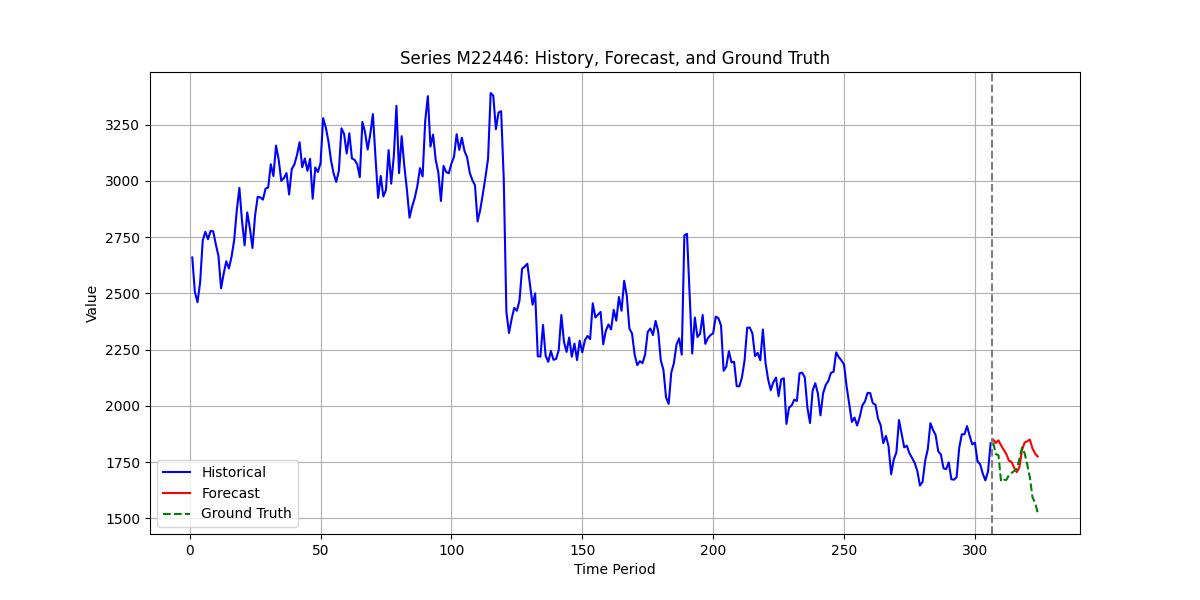 Series M22446: History, Forecast, and Ground Truth
Value
3250
3000
2750
2500
2250
2000
1750
1500
Historical
Forecast
Ground Truth
0 50 100 150 200 250 300
Time Period